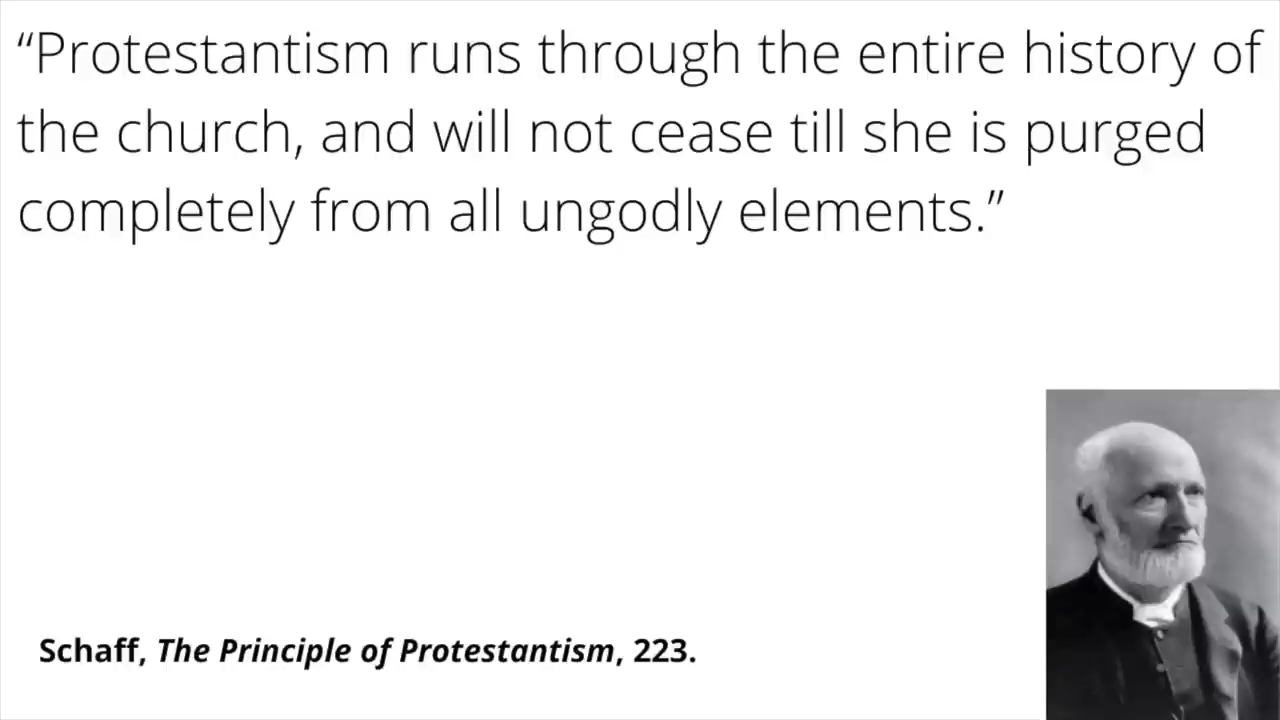 “Protestantism runs through the entire history of
the church, and will not cease till she is purged
completely from all ungodly elements.”
Schaff, The Principle of Protestantism, 223.